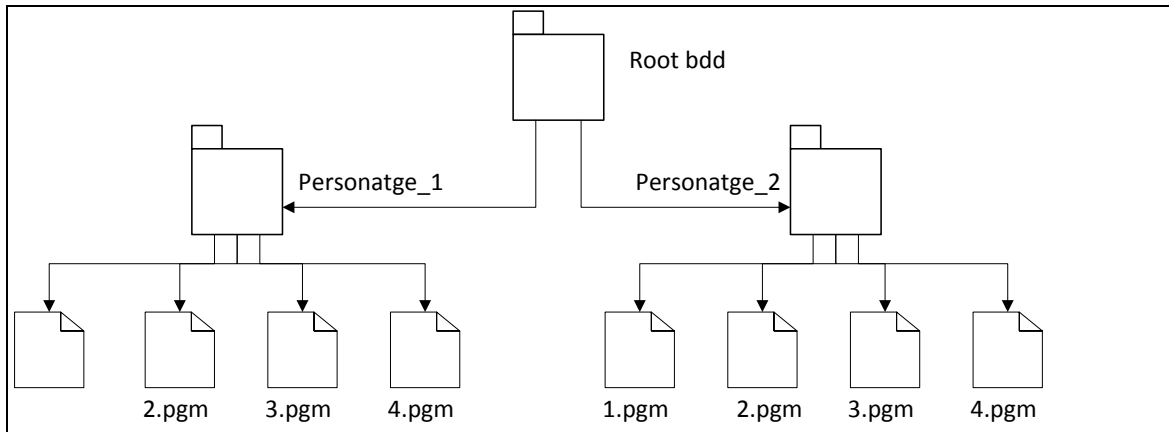 Root bdd
Personatge_1
Personatge_2
2.pgm
3.pgm
4.pgm
1.pgm
2.pgm
3.pgm
4.pgm